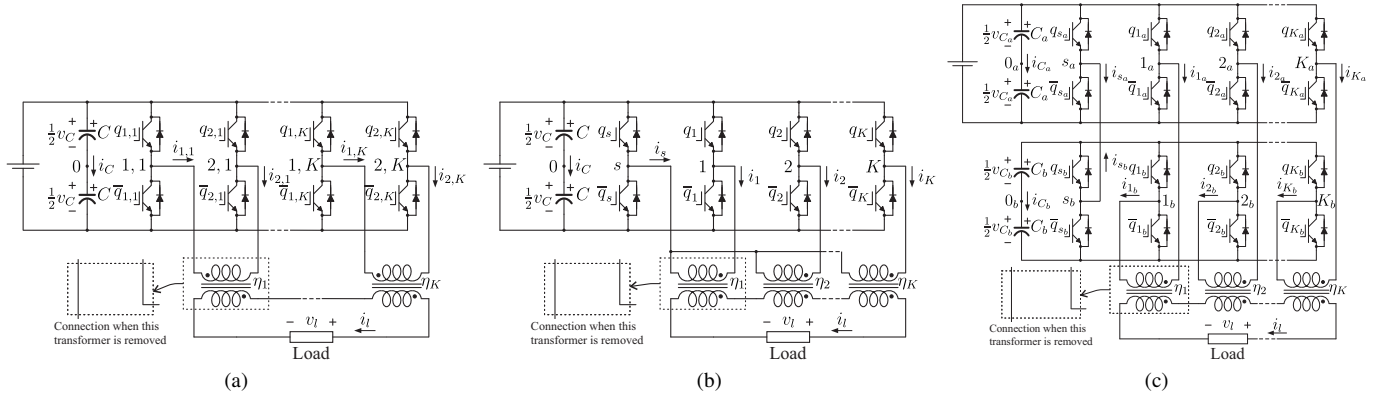 ½v_C + − C + q_{1,1} q_{2,1} q_{1,K} q_{2,K}
0 i_C 1,1 i_{1,1} 2,1 1,K i_{1,K} 2,K
½v_C + − C + q̅_{1,1} q̅_{2,1} i_{2,1} q̅_{1,K} q̅_{2,K} i_{2,K}
η_1 η_K
Connection when this
transformer is removed
− v_l + i_l
Load
(a)
½v_C + − C + q_s q_1 q_2 q_K
0 i_C s i_s 1 2 K
½v_C + − C + q̅_s q̅_1 i_1 q̅_2 i_2 q̅_K i_K
η_1 η_2 η_K
Connection when this
transformer is removed
− v_l + i_l
Load
(b)
½v_{C_a} + − C_a + q_{s_a} q_{1_a} q_{2_a} q_{K_a}
0_a i_{C_a} s_a i_{s_a} 1_a i_{1_a} 2_a i_{2_a} K_a i_{K_a}
½v_{C_a} + − C_a + q̅_{s_a} q̅_{1_a} q̅_{2_a} q̅_{K_a}
½v_{C_b} + − C_b + q_{s_b} i_{s_b} q_{1_b} q_{2_b} q_{K_b}
0_b i_{C_b} s_b i_{1_b} 1_b i_{2_b} 2_b i_{K_b} K_b
½v_{C_b} + − C_b + q̅_{s_b} q̅_{1_b} q̅_{2_b} q̅_{K_b}
η_1 η_2 η_K
Connection when this
transformer is removed
− v_l + i_l
Load
(c)